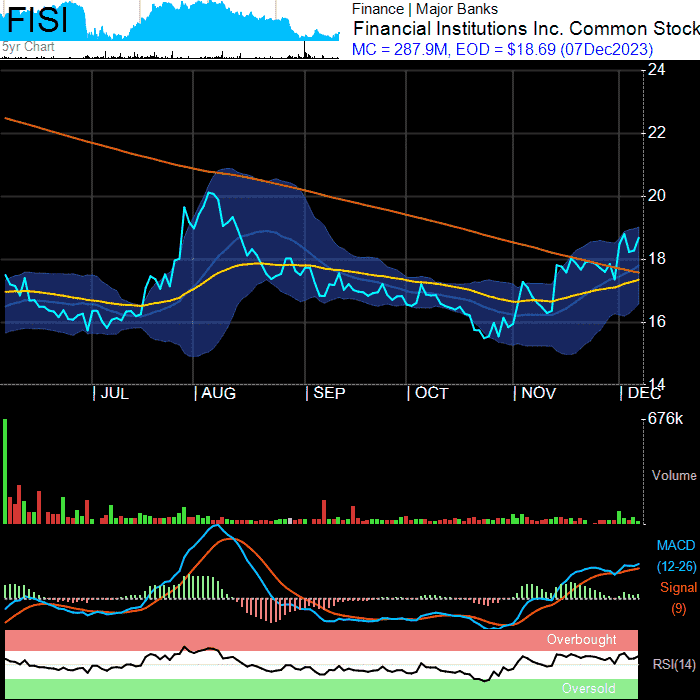 FISI
5yr Chart
Finance | Major Banks
Financial Institutions Inc. Common Stock
MC = 287.9M, EOD = $18.69 (07Dec2023)
24
22
20
18
16
14
JUL AUG SEP OCT NOV DEC
676k
Volume
MACD
(12-26)
Signal
(9)
Overbought
RSI(14)
Oversold